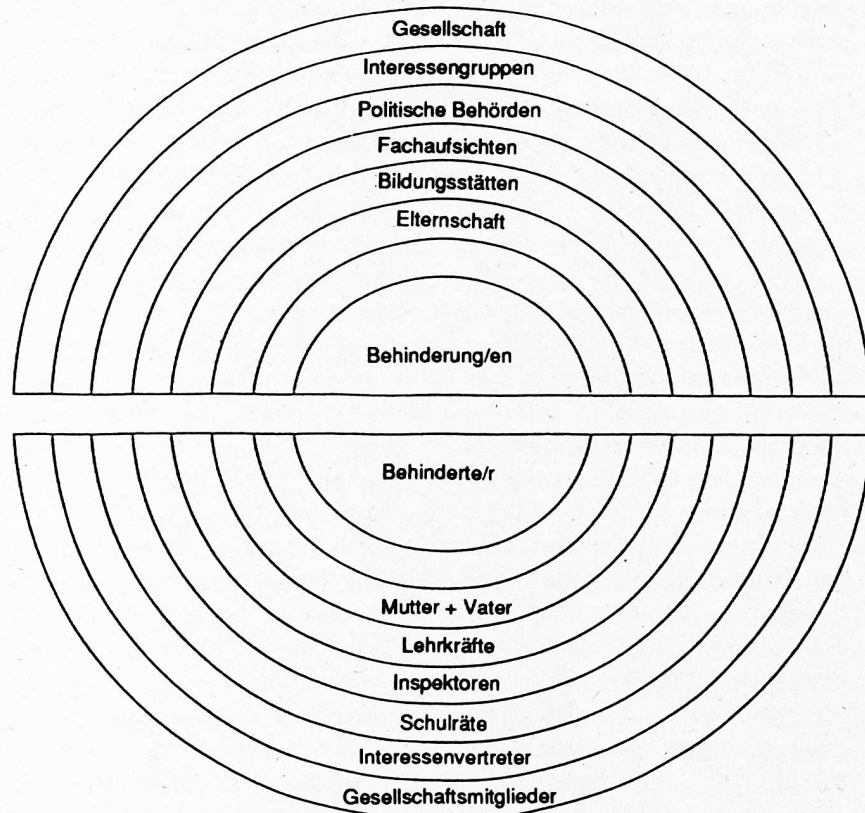 Gesellschaft
Interessengruppen
Politische Behörden
Fachaufsichten
Bildungsstätten
Elternschaft
Behinderung/en
Behinderte/r
Mutter + Vater
Lehrkräfte
Inspektoren
Schulräte
Interessenvertreter
Gesellschaftsmitglieder